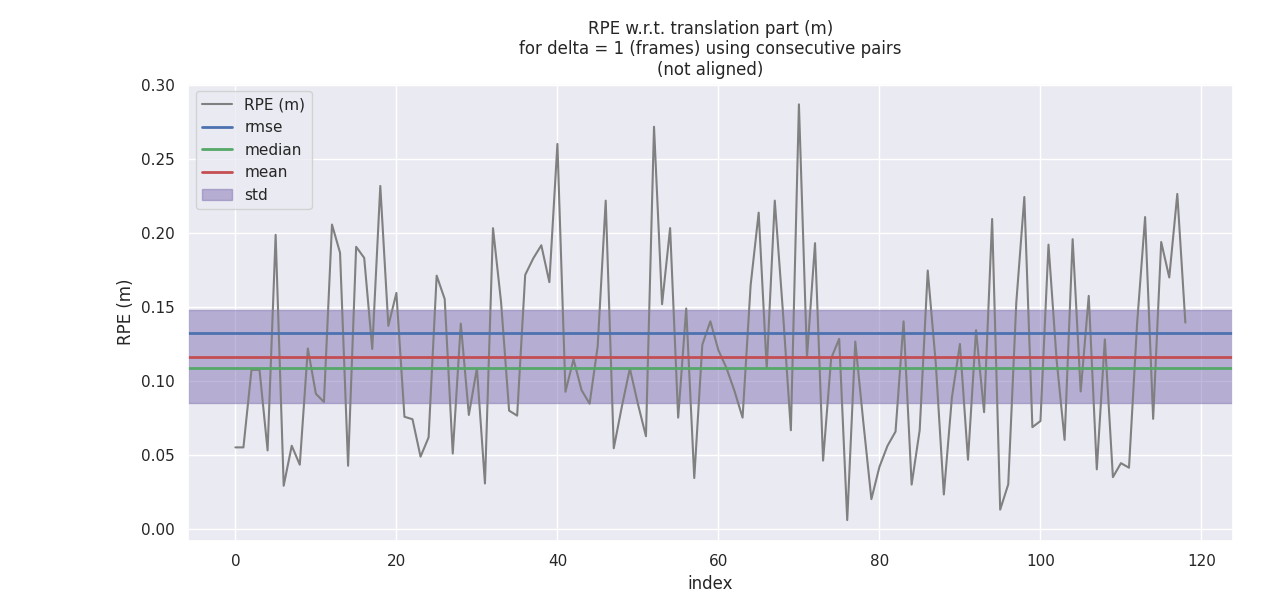 RPE w.r.t. translation part (m)
for delta = 1 (frames) using consecutive pairs
(not aligned)
RPE (m)
rmse
median
mean
std
0.30
0.25
0.20
0.15
0.10
0.05
0.00
RPE (m)
0 20 40 60 80 100 120
index